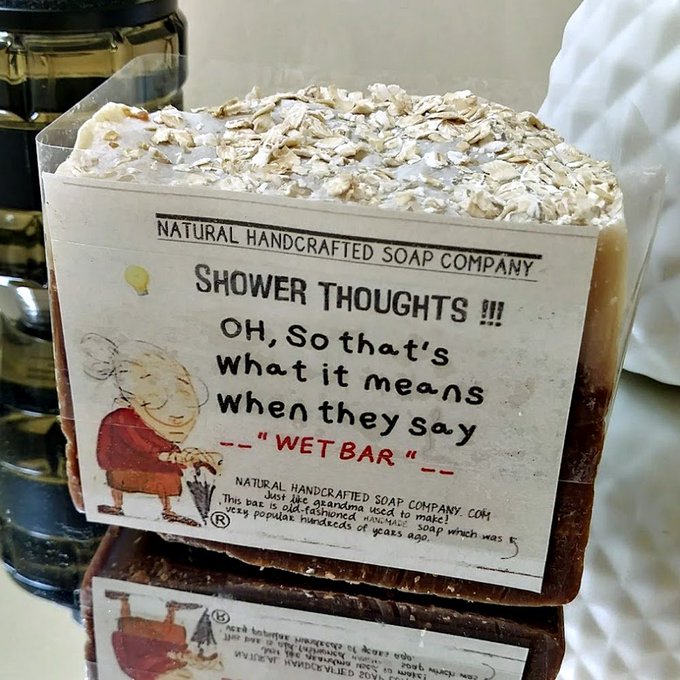 NATURAL HANDCRAFTED SOAP COMPANY
SHOWER THOUGHTS !!!
OH, So that's
what it means
when they say
--"WET BAR"--
NATURAL HANDCRAFTED SOAP COMPANY. COM
Just like grandma used to make!
This bar is old-fashioned HANDMADE soap which was
very popular hundreds of years ago.
®